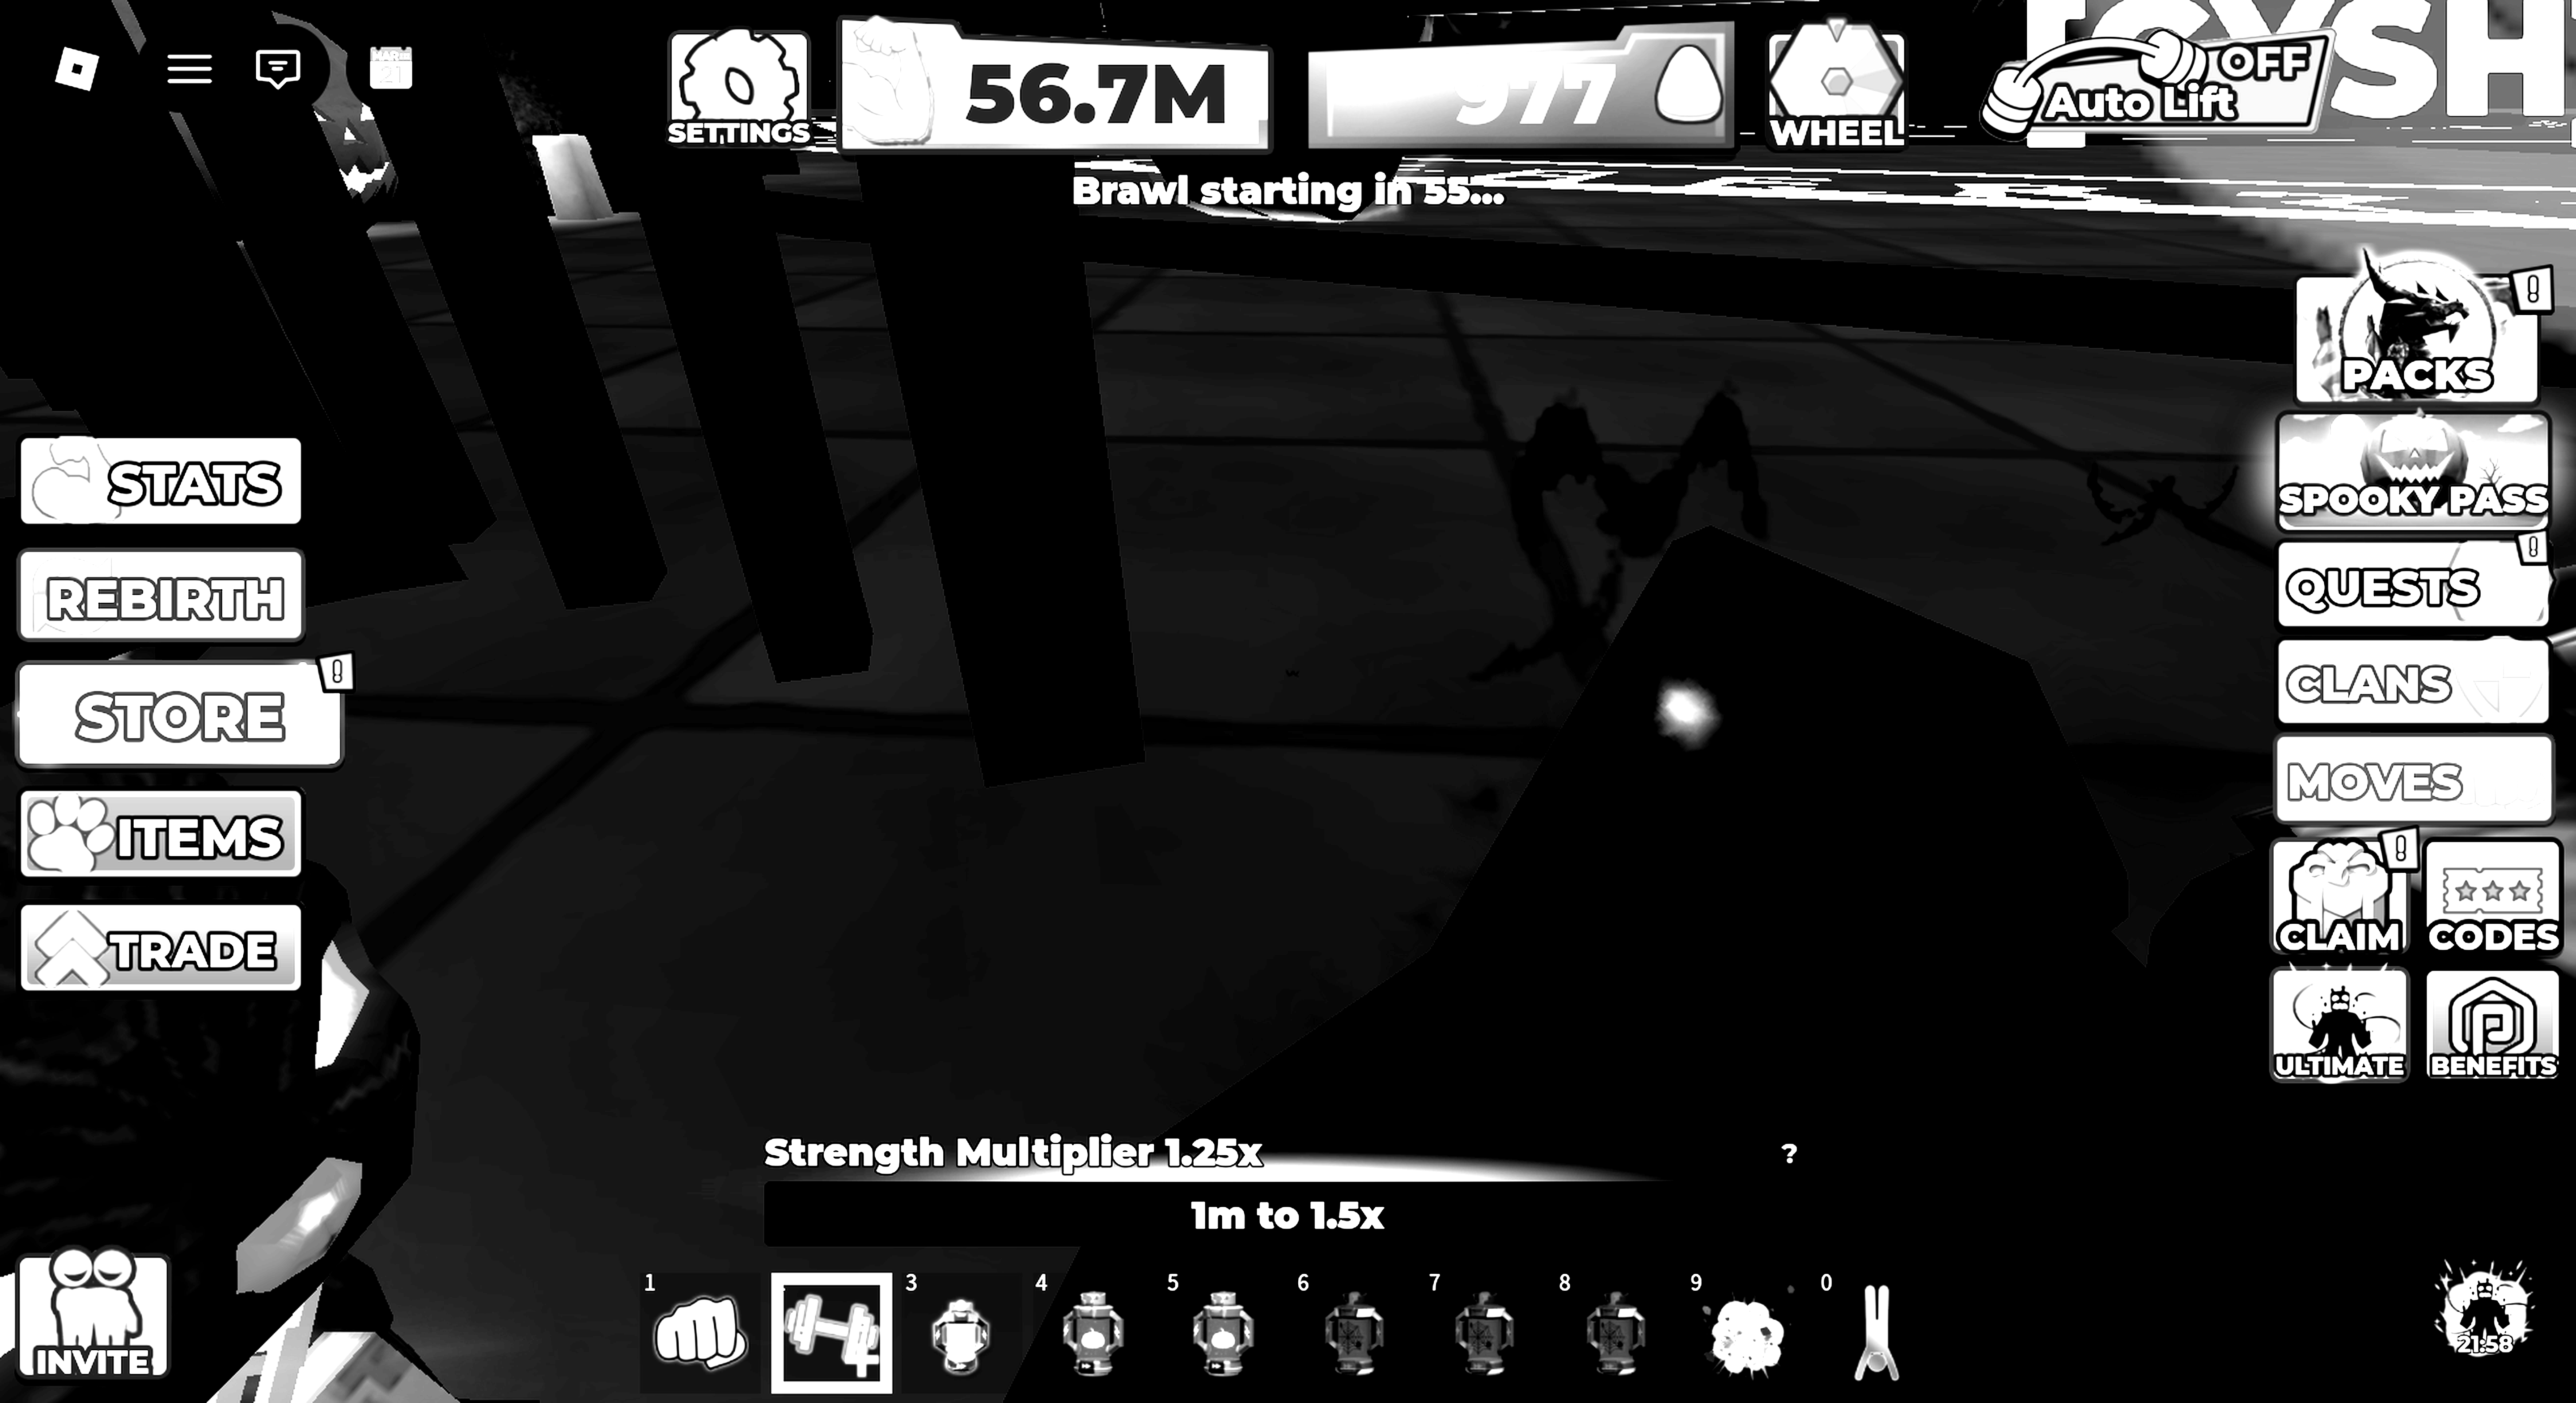 SETTINGS
56.7M
977
WHEEL
OFF
Auto Lift
Brawl starting in 55...
STATS
REBIRTH
STORE
ITEMS
TRADE
INVITE
PACKS
SPOOKY PASS
QUESTS
CLANS
MOVES
CLAIM
CODES
ULTIMATE
BENEFITS
Strength Multiplier 1.25x
?
1m to 1.5x
1
3
4
5
6
7
8
9
0
21:58